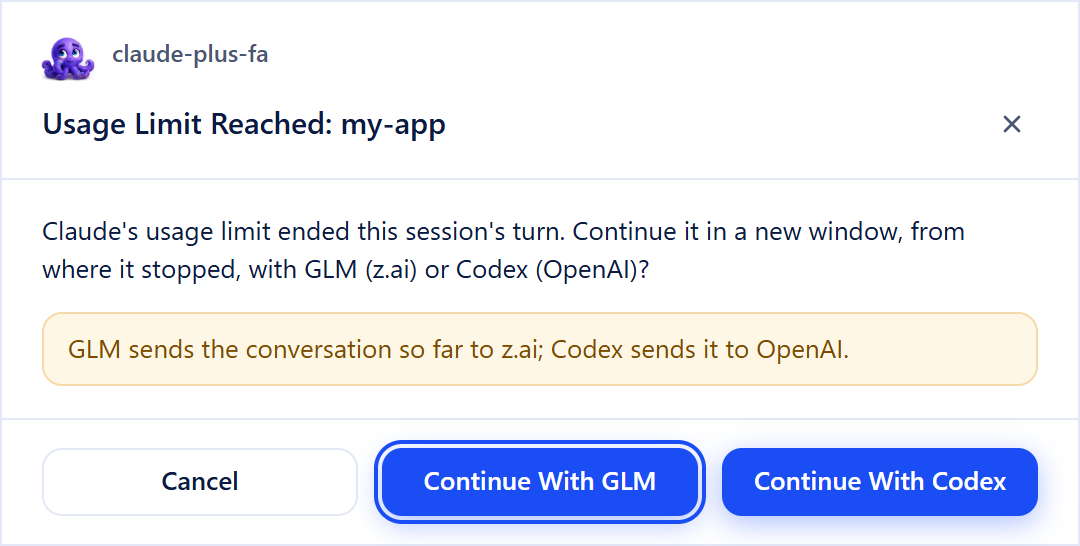 claude-plus-fa
Usage Limit Reached: my-app
Claude's usage limit ended this session's turn. Continue it in a new window, from
where it stopped, with GLM (z.ai) or Codex (OpenAI)?
GLM sends the conversation so far to z.ai; Codex sends it to OpenAI.
Cancel
Continue With GLM
Continue With Codex